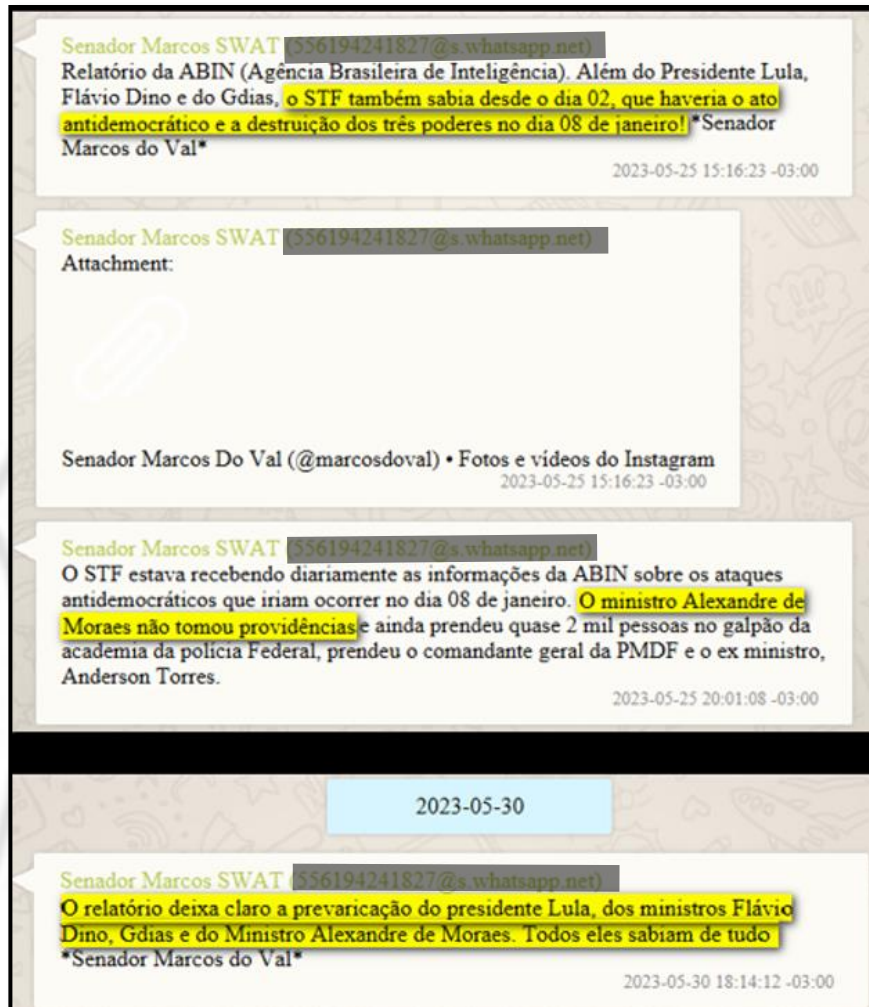 Senador Marcos SWAT (556194241827@s.whatsapp.net)
Relatório da ABIN (Agência Brasileira de Inteligência). Além do Presidente Lula,
Flávio Dino e do Gdias, o STF também sabia desde o dia 02, que haveria o ato
antidemocrático e a destruição dos três poderes no dia 08 de janeiro! *Senador
Marcos do Val*
2023-05-25 15:16:23 -03:00
Senador Marcos SWAT (556194241827@s.whatsapp.net)
Attachment:
Senador Marcos Do Val (@marcosdoval) • Fotos e vídeos do Instagram
2023-05-25 15:16:23 -03:00
Senador Marcos SWAT (556194241827@s.whatsapp.net)
O STF estava recebendo diariamente as informações da ABIN sobre os ataques
antidemocráticos que iriam ocorrer no dia 08 de janeiro. O ministro Alexandre de
Moraes não tomou providências e ainda prendeu quase 2 mil pessoas no galpão da
academia da polícia Federal, prendeu o comandante geral da PMDF e o ex ministro,
Anderson Torres.
2023-05-25 20:01:08 -03:00
2023-05-30
Senador Marcos SWAT (556194241827@s.whatsapp.net)
O relatório deixa claro a prevaricação do presidente Lula, dos ministros Flávio
Dino, Gdias e do Ministro Alexandre de Moraes. Todos eles sabiam de tudo
*Senador Marcos do Val*
2023-05-30 18:14:12 -03:00